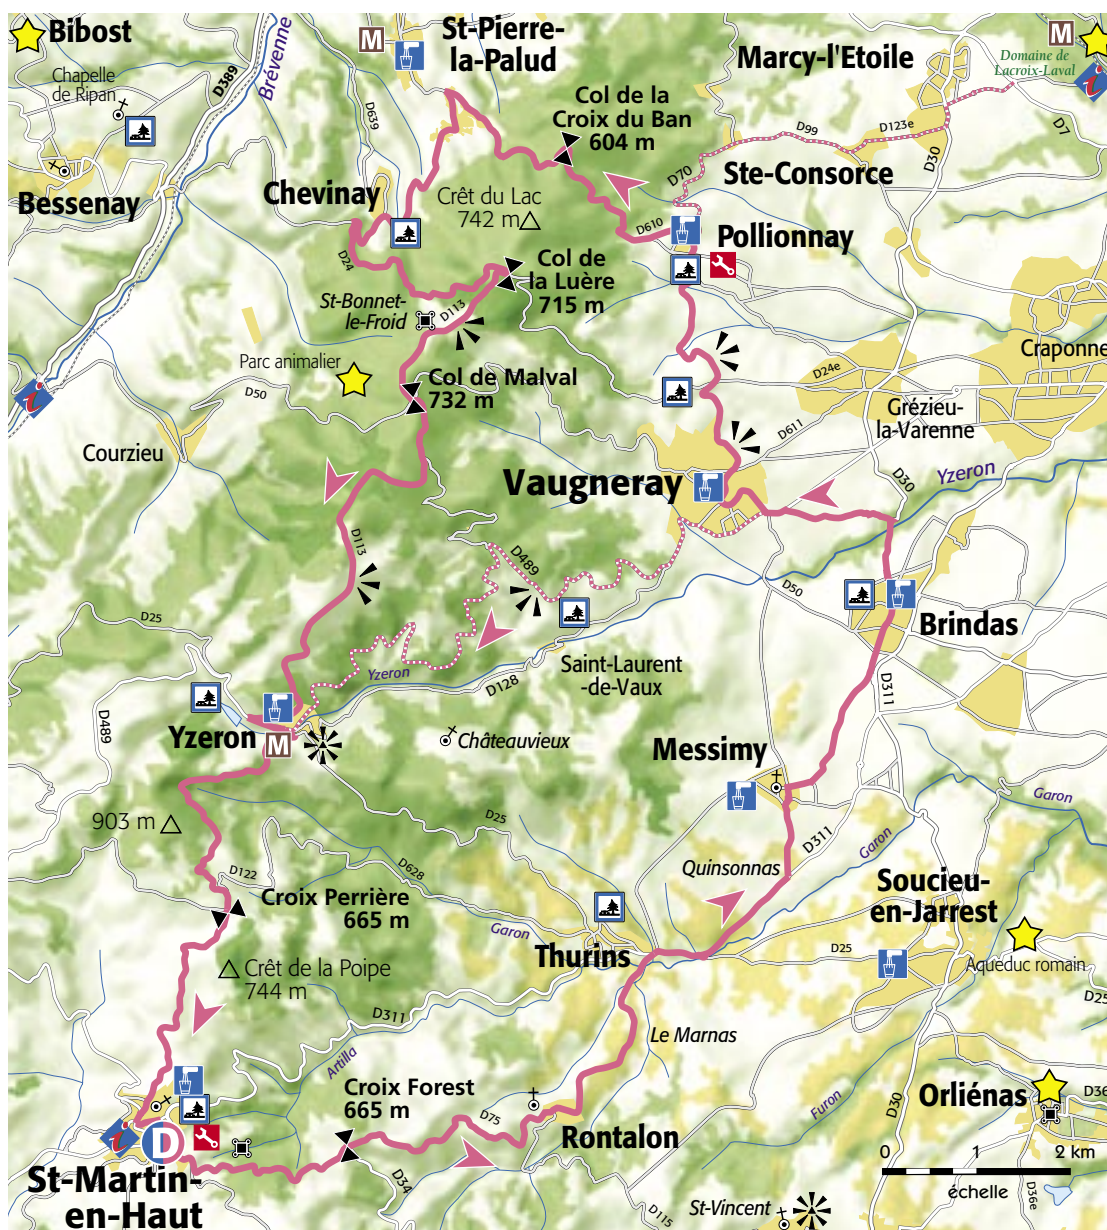 Bibost
Chapelle
de Ripan
D389
Brévenne
Bessenay
M
St-Pierre-
la-Palud
D639
Col de la
Croix du Ban
604 m
Marcy-l'Etoile
M
Domaine de
Lacroix-Laval
i
D7
D99
D123e
D30
D70
Ste-Consorce
Chevinay
Crêt du Lac
742 m
D610
Pollionnay
D24
Col de
la Luère
715 m
St-Bonnet-
le-Froid
D113
Craponne
Parc animalier
D50
Col de Malval
732 m
D24e
i
Grézieu-
la-Varenne
D611
Courzieu
Vaugneray
D30
Yzeron
D113
D489
D50
Brindas
D25
Saint-Laurent
-de-Vaux
Yzeron
D128
D311
D489
Yzeron
M
Châteauvieux
Messimy
Garon
903 m
D25
D311
Garon
Quinsonnas
D628
D122
Croix Perrière
665 m
Soucieu-
en-Jarrest
Garon
Thurins
D25
Aqueduc romain
D25
Crêt de la Poipe
744 m
D311
Le Marnas
Artilla
Croix Forest
665 m
D75
Furon
D30
Orliénas
D36
Rontalon
i
D
St-Martin-
en-Haut
D34
0 1 2 km
échelle
D36e
St-Vincent
D115